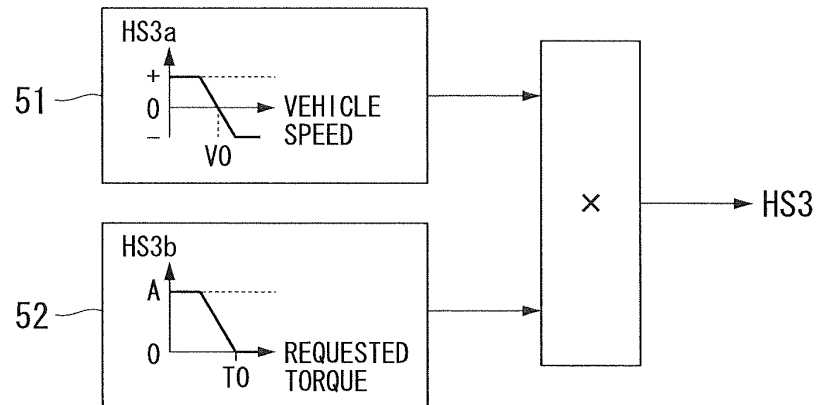 HS3a
+
0
−
VEHICLE
SPEED
V0
51
×
HS3
HS3b
A
0
REQUESTED
TORQUE
T0
52